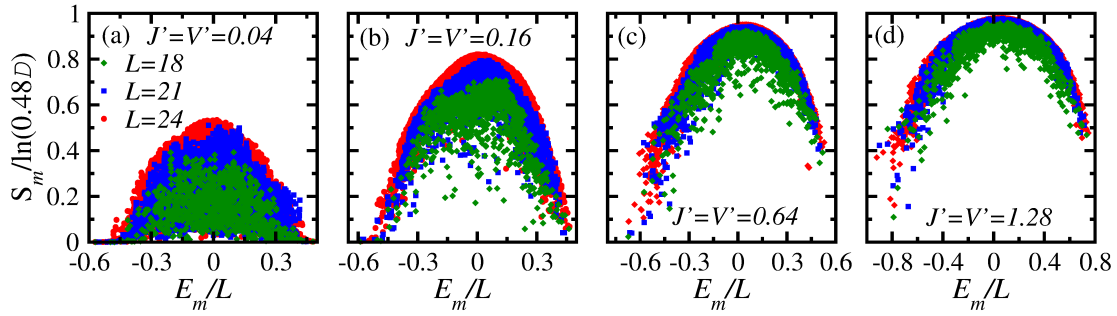 (a) J’=V’=0.04
L=18
L=21
L=24
(b) J’=V’=0.16
(c)
J’=V’=0.64
(d)
J’=V’=1.28
S_m/ln(0.48D)
1
0.8
0.6
0.4
0.2
0
-0.6 -0.3 0 0.3
-0.6 -0.3 0 0.3
-0.6 -0.3 0 0.3 0.6
-0.8 -0.4 0 0.4 0.8
E_m/L E_m/L E_m/L E_m/L